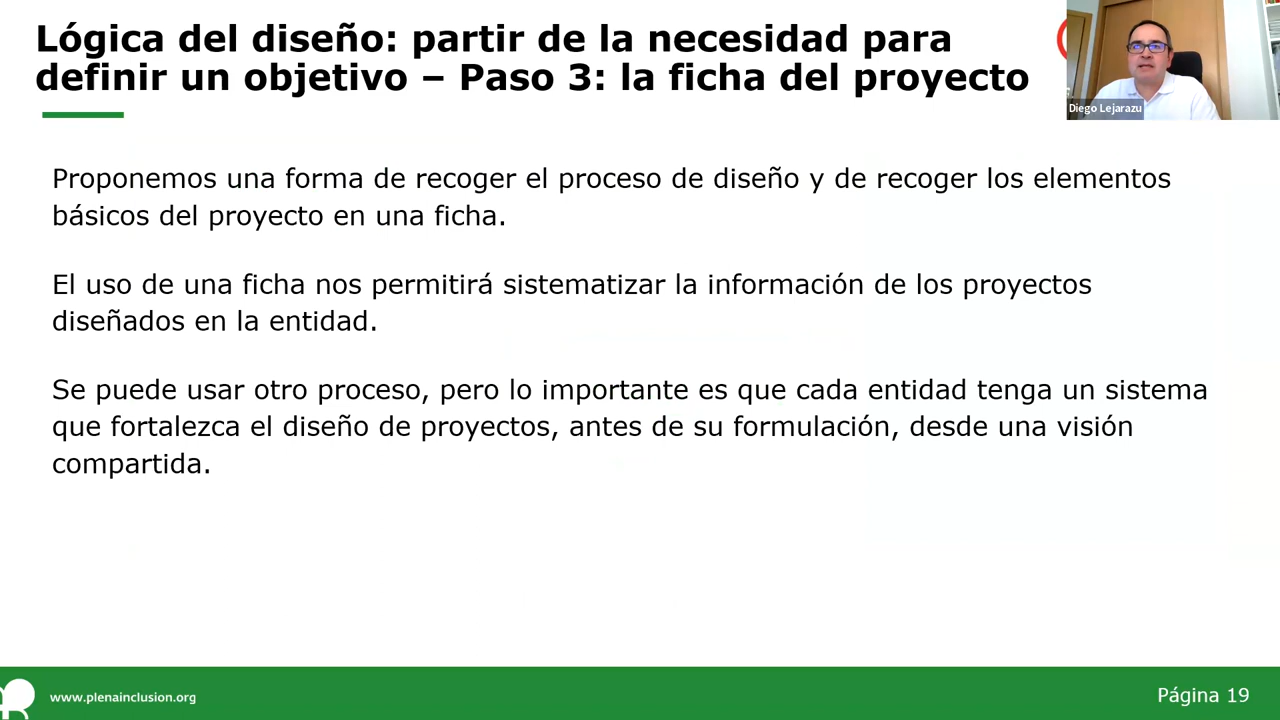 Lógica del diseño: partir de la necesidad para
definir un objetivo – Paso 3: la ficha del proyecto
Diego Lejarazu
Proponemos una forma de recoger el proceso de diseño y de recoger los elementos
básicos del proyecto en una ficha.
El uso de una ficha nos permitirá sistematizar la información de los proyectos
diseñados en la entidad.
Se puede usar otro proceso, pero lo importante es que cada entidad tenga un sistema
que fortalezca el diseño de proyectos, antes de su formulación, desde una visión
compartida.
www.plenainclusion.org
Página 19